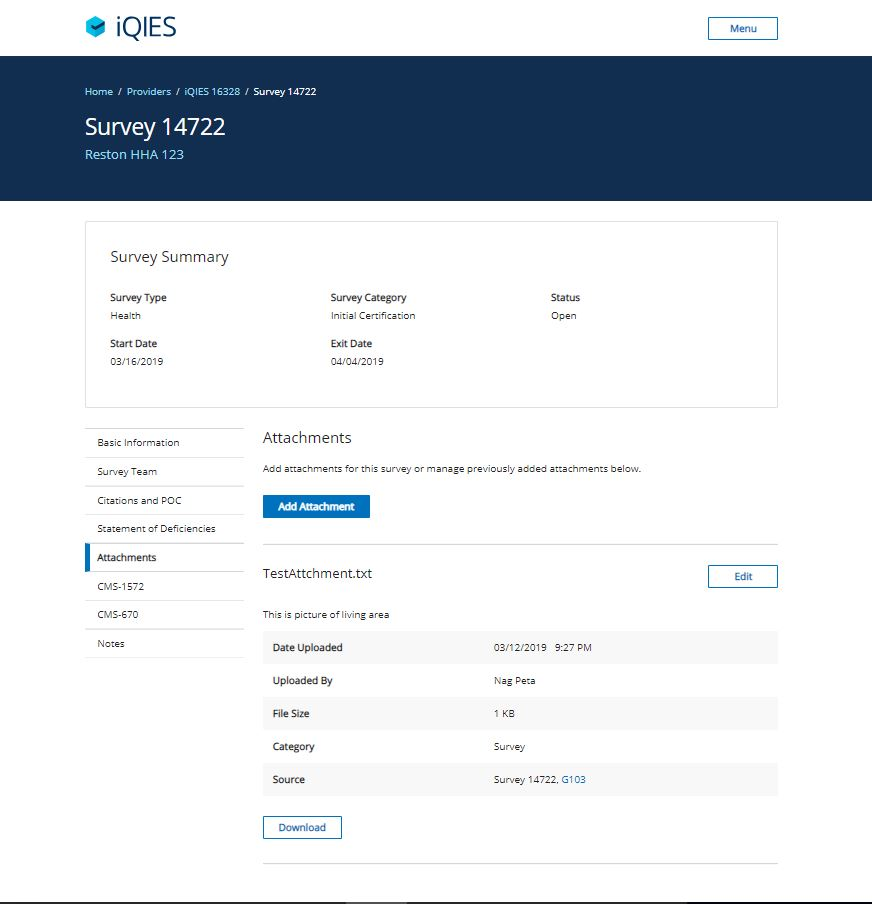 iQIES
Menu
Home / Providers / iQIES 16328 / Survey 14722
Survey 14722
Reston HHA 123
Survey Summary
Survey Type Survey Category Status
Health Initial Certification Open
Start Date Exit Date
03/16/2019 04/04/2019
Basic Information
Survey Team
Citations and POC
Statement of Deficiencies
Attachments
CMS-1572
CMS-670
Notes
Attachments
Add attachments for this survey or manage previously added attachments below.
Add Attachment
TestAttchment.txt
Edit
This is picture of living area
Date Uploaded 03/12/2019 9:27 PM
Uploaded By Nag Peta
File Size 1 KB
Category Survey
Source Survey 14722, G103
Download